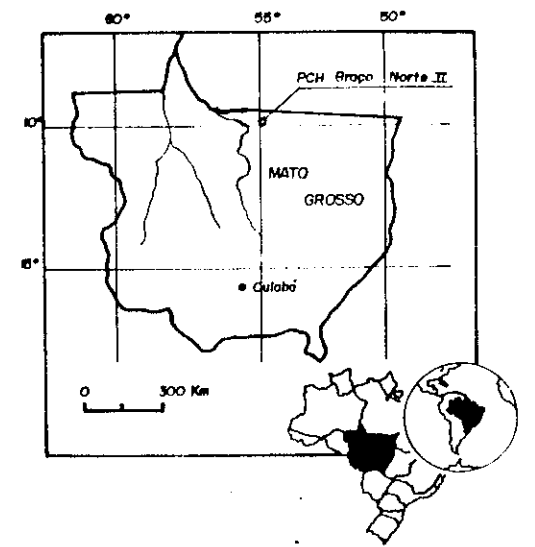 60° 55° 50°
PCH Braço Norte II
10°
MATO
GROSSO
15°
Cuiabá
0 300 Km